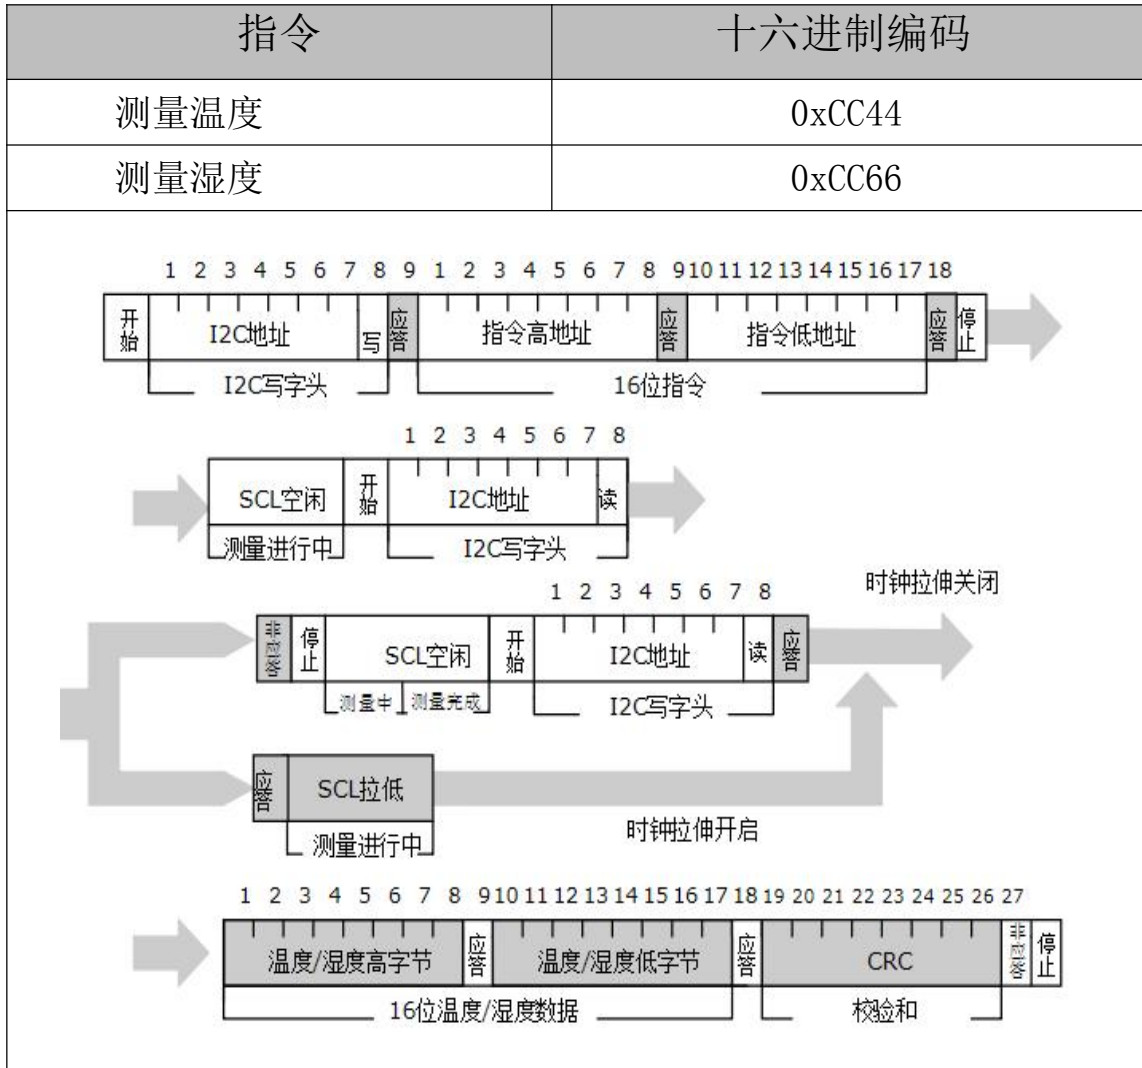 指令 十六进制编码
测量温度 0xCC44
测量湿度 0xCC66
1 2 3 4 5 6 7 8 9 1 2 3 4 5 6 7 8 9 10 11 12 13 14 15 16 17 18
开始 I2C地址 写 应答 指令高地址 应答 指令低地址 应答 停止
I2C写字头 16位指令
1 2 3 4 5 6 7 8
SCL空闲 开始 I2C地址 读
测量进行中 I2C写字头
时钟拉伸关闭
1 2 3 4 5 6 7 8
非应答 停止 SCL空闲 开始 I2C地址 读 应答
测量中 测量完成 I2C写字头
应答 SCL拉低
测量进行中 时钟拉伸开启
1 2 3 4 5 6 7 8 9 10 11 12 13 14 15 16 17 18 19 20 21 22 23 24 25 26 27
温度/湿度高字节 应答 温度/湿度低字节 应答 CRC 非应答 停止
16位温度/湿度数据 校验和